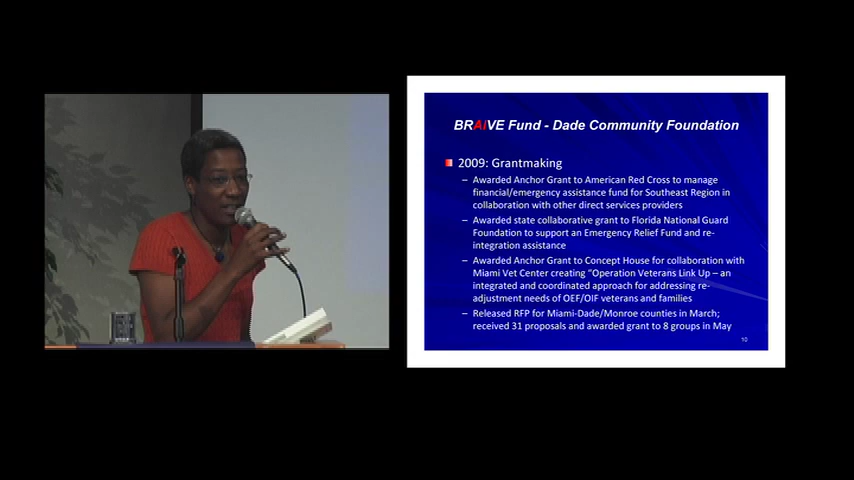 BRAIVE Fund - Dade Community Foundation
2009: Grantmaking
– Awarded Anchor Grant to American Red Cross to manage
financial/emergency assistance fund for Southeast Region in
collaboration with other direct services providers
– Awarded state collaborative grant to Florida National Guard
Foundation to support an Emergency Relief Fund and re-
integration assistance
– Awarded Anchor Grant to Concept House for collaboration with
Miami Vet Center creating “Operation Veterans Link Up – an
integrated and coordinated approach for addressing re-
adjustment needs of OEF/OIF veterans and families
– Released RFP for Miami-Dade/Monroe counties in March;
received 31 proposals and awarded grant to 8 groups in May
10